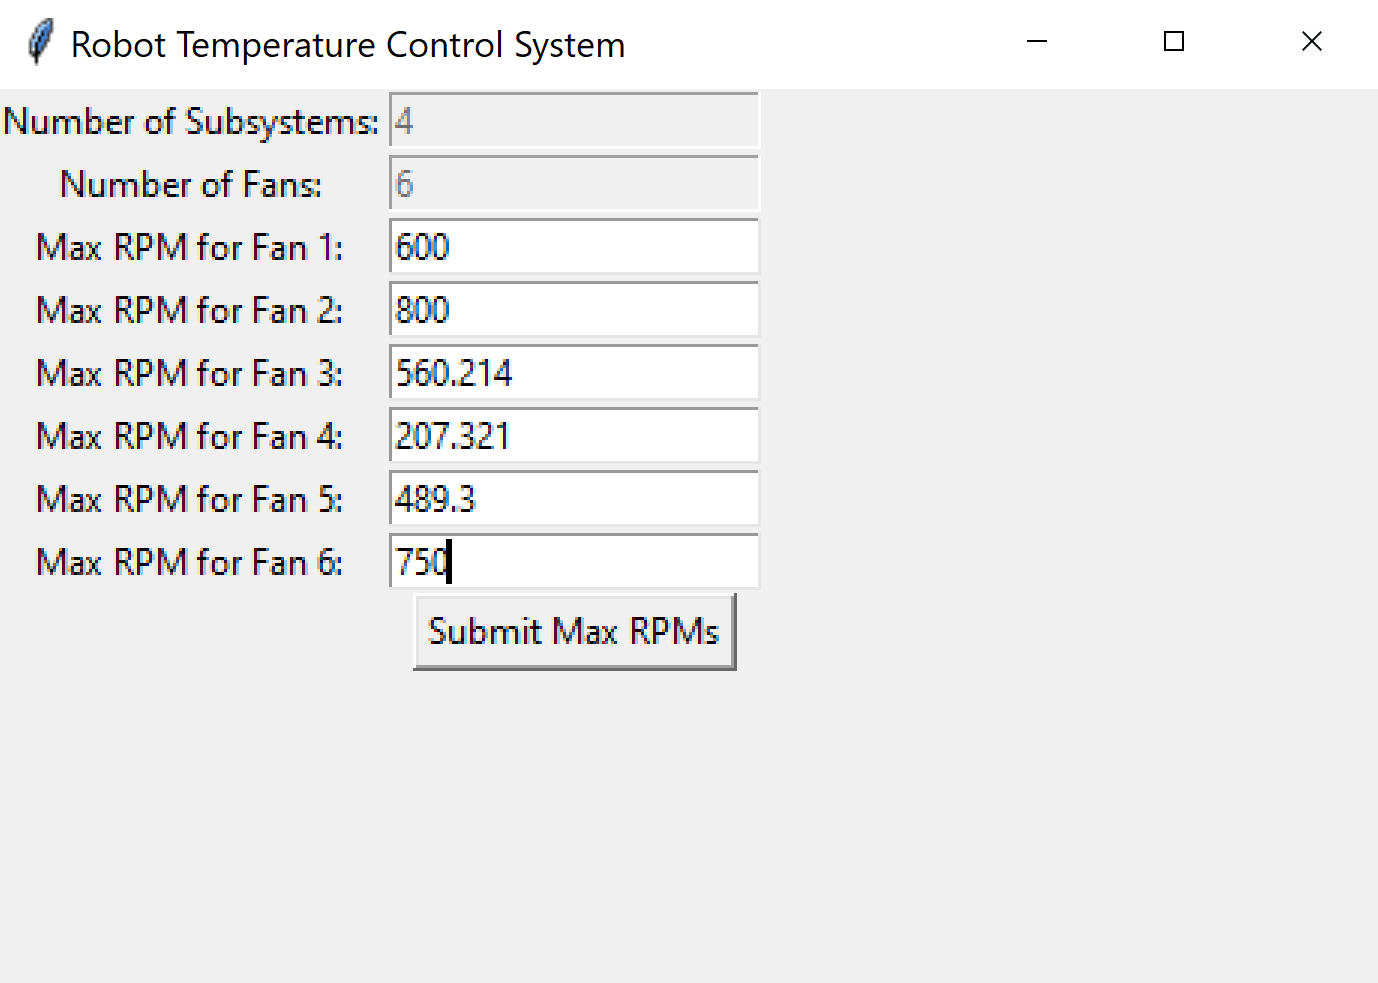 Robot Temperature Control System
Number of Subsystems: 4
Number of Fans: 6
Max RPM for Fan 1: 600
Max RPM for Fan 2: 800
Max RPM for Fan 3: 560.214
Max RPM for Fan 4: 207.321
Max RPM for Fan 5: 489.3
Max RPM for Fan 6: 750
Submit Max RPMs